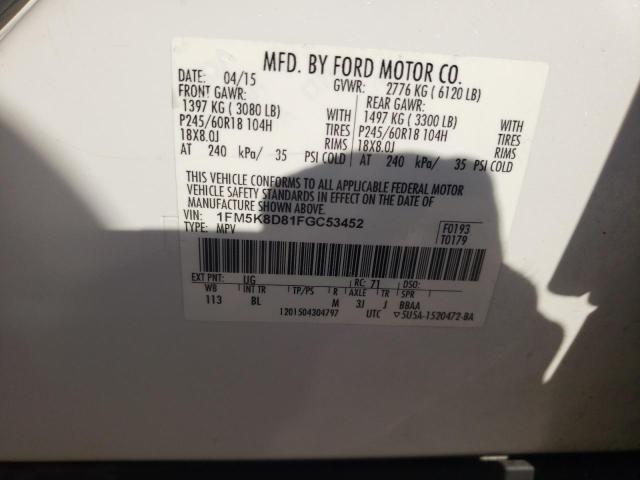 MFD. BY FORD MOTOR CO.
DATE: 04/15 GVWR: 2776 KG ( 6120 LB)
FRONT GAWR: REAR GAWR:
1397 KG ( 3080 LB) 1497 KG ( 3300 LB)
P245/60R18 104H TIRES P245/60R18 104H TIRES
18X8.0J RIMS 18X8.0J RIMS
AT 240 kPa/ 35 PSI COLD AT 240 kPa/ 35 PSI COLD
THIS VEHICLE CONFORMS TO ALL APPLICABLE FEDERAL MOTOR
VEHICLE SAFETY STANDARDS IN EFFECT ON THE DATE OF
MANUFACTURE SHOWN ABOVE.
VIN: 1FM5K8D81FGC53452
TYPE: MPV
F0193
T0179
EXT PNT: UG RC: 71 DSO:
WB INT TR TP/PS R AXLE TR SPR
113 BL M 3J J BBAA
1201504304797 UTC ▽5U5A-1520472-BA